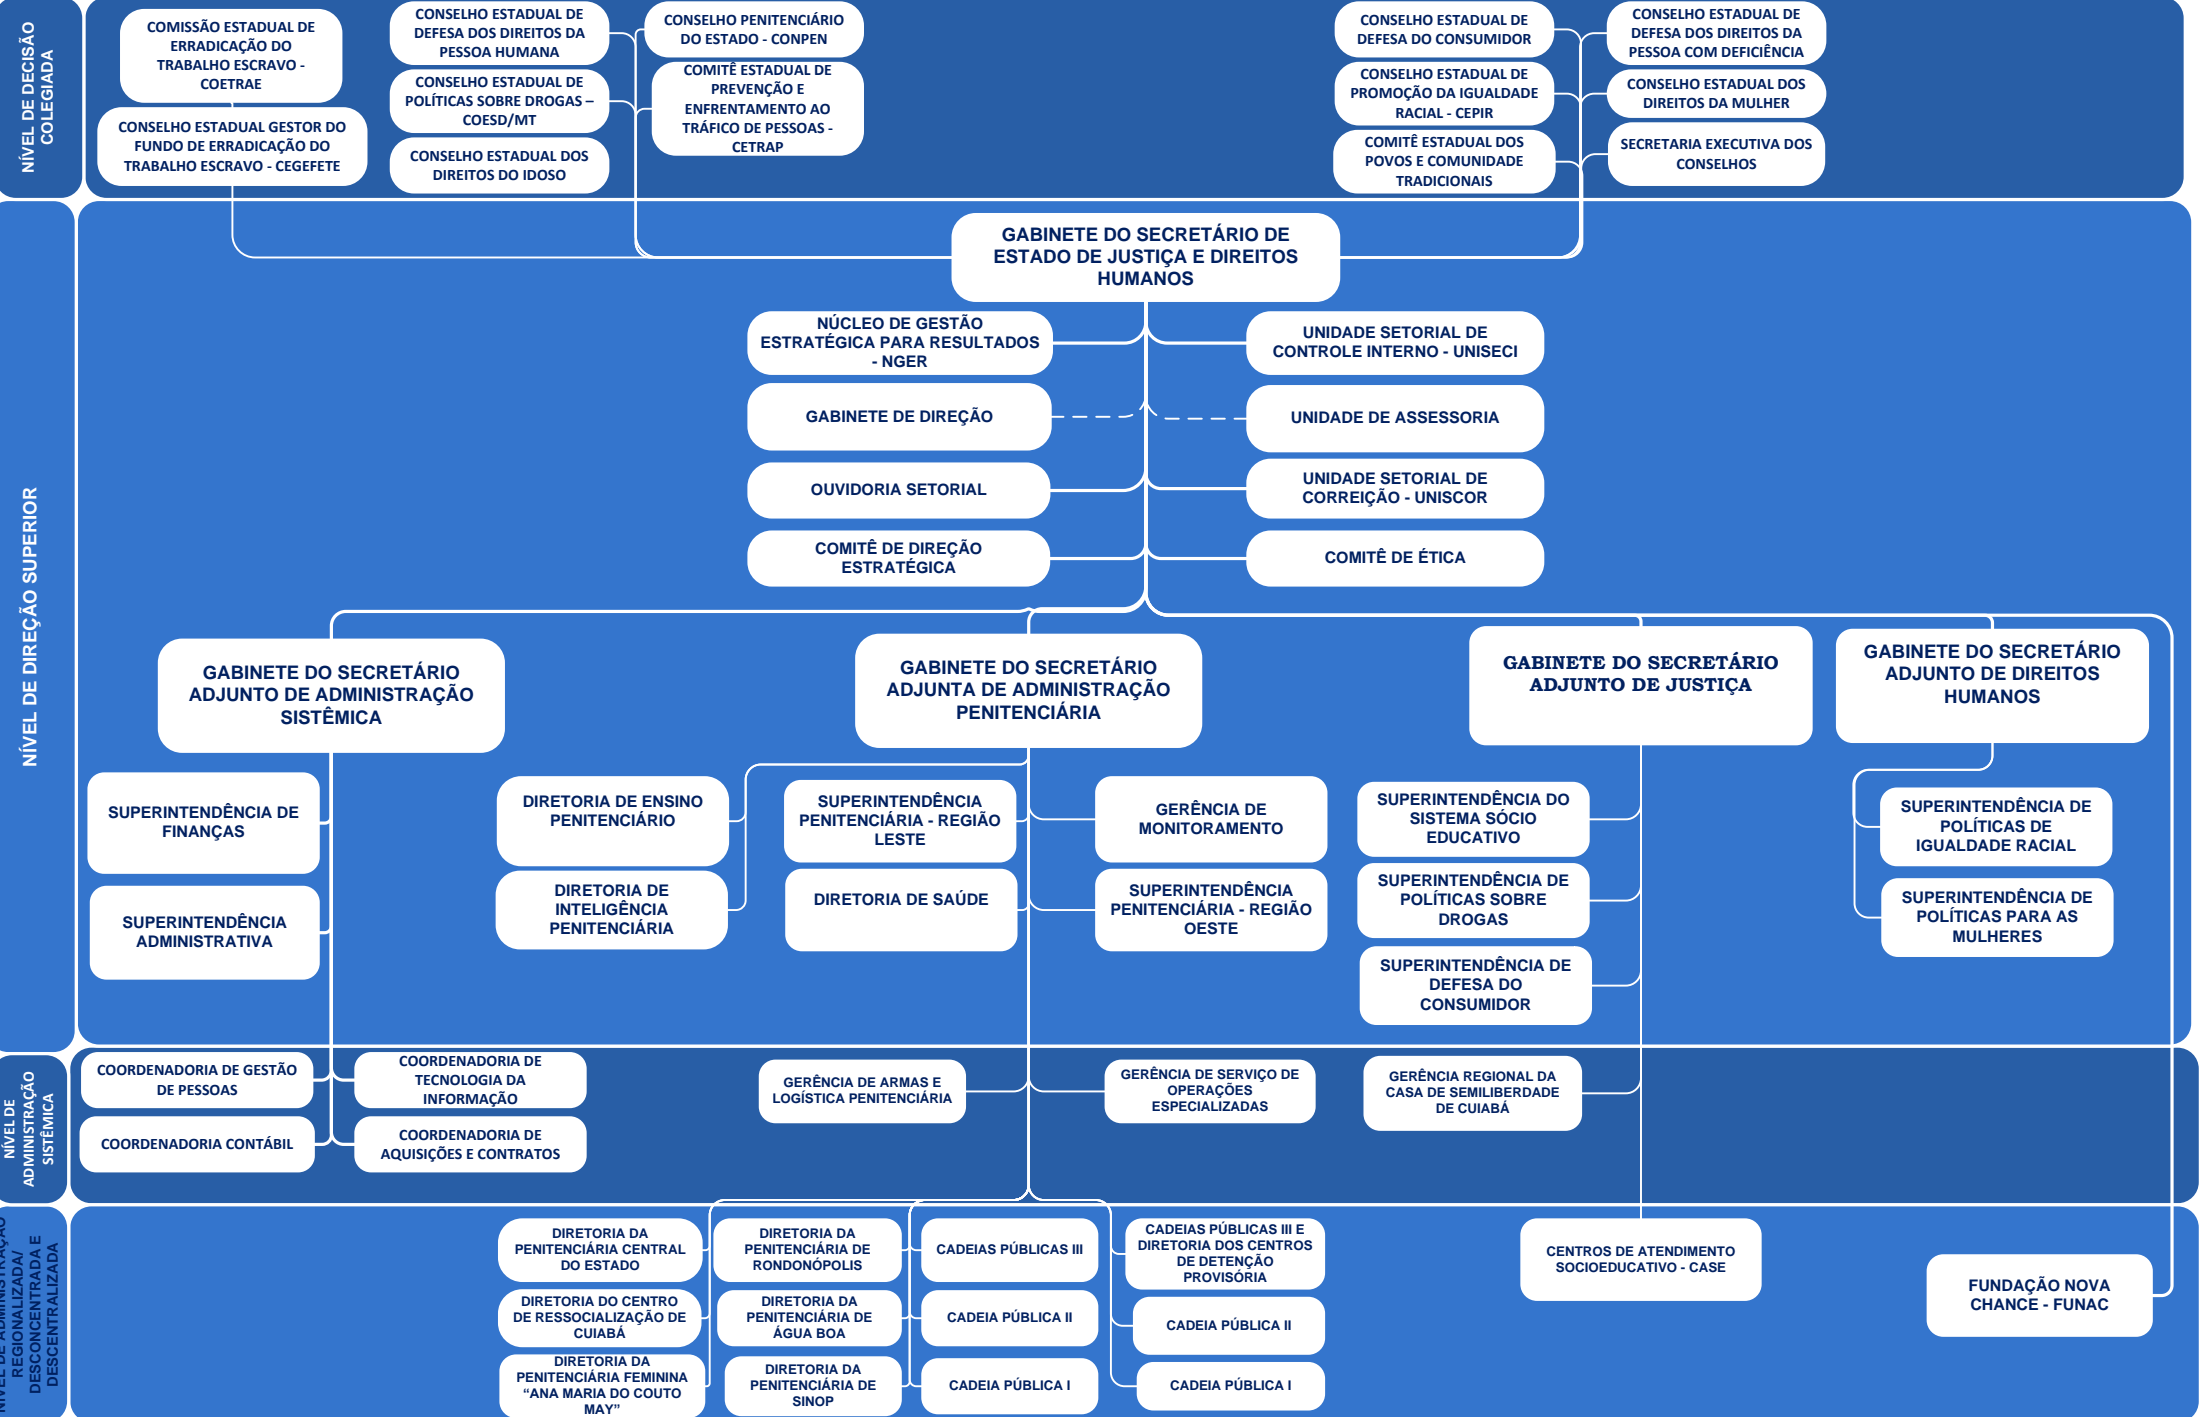 NÍVEL DE DECISÃO
COLEGIADA
COMISSÃO ESTADUAL DE
ERRADICAÇÃO DO
TRABALHO ESCRAVO -
COETRAE
CONSELHO ESTADUAL GESTOR DO
FUNDO DE ERRADICAÇÃO DO
TRABALHO ESCRAVO - CEGEFETE
CONSELHO ESTADUAL DE
DEFESA DOS DIREITOS DA
PESSOA HUMANA
CONSELHO ESTADUAL DE
POLÍTICAS SOBRE DROGAS –
COESD/MT
CONSELHO ESTADUAL DOS
DIREITOS DO IDOSO
CONSELHO PENITENCIÁRIO
DO ESTADO - CONPEN
COMITÊ ESTADUAL DE
PREVENÇÃO E
ENFRENTAMENTO AO
TRÁFICO DE PESSOAS -
CETRAP
CONSELHO ESTADUAL DE
DEFESA DO CONSUMIDOR
CONSELHO ESTADUAL DE
PROMOÇÃO DA IGUALDADE
RACIAL - CEPIR
COMITÊ ESTADUAL DOS
POVOS E COMUNIDADE
TRADICIONAIS
CONSELHO ESTADUAL DE
DEFESA DOS DIREITOS DA
PESSOA COM DEFICIÊNCIA
CONSELHO ESTADUAL DOS
DIREITOS DA MULHER
SECRETARIA EXECUTIVA DOS
CONSELHOS
NÍVEL DE DIREÇÃO SUPERIOR
GABINETE DO SECRETÁRIO DE
ESTADO DE JUSTIÇA E DIREITOS
HUMANOS
NÚCLEO DE GESTÃO
ESTRATÉGICA PARA RESULTADOS
- NGER
UNIDADE SETORIAL DE
CONTROLE INTERNO - UNISECI
GABINETE DE DIREÇÃO
UNIDADE DE ASSESSORIA
OUVIDORIA SETORIAL
UNIDADE SETORIAL DE
CORREIÇÃO - UNISCOR
COMITÊ DE DIREÇÃO
ESTRATÉGICA
COMITÊ DE ÉTICA
GABINETE DO SECRETÁRIO
ADJUNTO DE ADMINISTRAÇÃO
SISTÊMICA
GABINETE DO SECRETÁRIO
ADJUNTA DE ADMINISTRAÇÃO
PENITENCIÁRIA
GABINETE DO SECRETÁRIO
ADJUNTO DE JUSTIÇA
GABINETE DO SECRETÁRIO
ADJUNTO DE DIREITOS
HUMANOS
SUPERINTENDÊNCIA DE
FINANÇAS
SUPERINTENDÊNCIA
ADMINISTRATIVA
DIRETORIA DE ENSINO
PENITENCIÁRIO
DIRETORIA DE
INTELIGÊNCIA
PENITENCIÁRIA
SUPERINTENDÊNCIA
PENITENCIÁRIA - REGIÃO
LESTE
DIRETORIA DE SAÚDE
GERÊNCIA DE
MONITORAMENTO
SUPERINTENDÊNCIA
PENITENCIÁRIA - REGIÃO
OESTE
SUPERINTENDÊNCIA DO
SISTEMA SÓCIO
EDUCATIVO
SUPERINTENDÊNCIA DE
POLÍTICAS SOBRE
DROGAS
SUPERINTENDÊNCIA DE
DEFESA DO
CONSUMIDOR
SUPERINTENDÊNCIA DE
POLÍTICAS DE
IGUALDADE RACIAL
SUPERINTENDÊNCIA DE
POLÍTICAS PARA AS
MULHERES
NÍVEL DE
ADMINISTRAÇÃO
SISTÊMICA
COORDENADORIA DE GESTÃO
DE PESSOAS
COORDENADORIA DE
TECNOLOGIA DA
INFORMAÇÃO
COORDENADORIA CONTÁBIL
COORDENADORIA DE
AQUISIÇÕES E CONTRATOS
GERÊNCIA DE ARMAS E
LOGÍSTICA PENITENCIÁRIA
GERÊNCIA DE SERVIÇO DE
OPERAÇÕES
ESPECIALIZADAS
GERÊNCIA REGIONAL DA
CASA DE SEMILIBERDADE
DE CUIABÁ
NÍVEL DE ADMINISTRAÇÃO
REGIONALIZADA/
DESCONCENTRADA E
DESCENTRALIZADA
DIRETORIA DA
PENITENCIÁRIA CENTRAL
DO ESTADO
DIRETORIA DO CENTRO
DE RESSOCIALIZAÇÃO DE
CUIABÁ
DIRETORIA DA
PENITENCIÁRIA FEMININA
“ANA MARIA DO COUTO
MAY”
DIRETORIA DA
PENITENCIÁRIA DE
RONDONÓPOLIS
DIRETORIA DA
PENITENCIÁRIA DE
ÁGUA BOA
DIRETORIA DA
PENITENCIÁRIA DE
SINOP
CADEIAS PÚBLICAS III
CADEIA PÚBLICA II
CADEIA PÚBLICA I
CADEIAS PÚBLICAS III E
DIRETORIA DOS CENTROS
DE DETENÇÃO
PROVISÓRIA
CADEIA PÚBLICA II
CADEIA PÚBLICA I
CENTROS DE ATENDIMENTO
SOCIOEDUCATIVO - CASE
FUNDAÇÃO NOVA
CHANCE - FUNAC